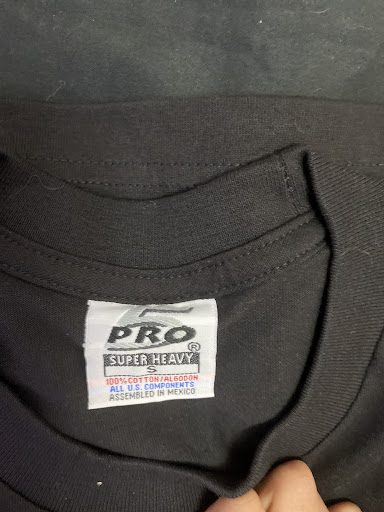 5
PRO
®
SUPER HEAVY
S
100% COTTON/ALGODON
ALL U.S. COMPONENTS
ASSEMBLED IN MEXICO